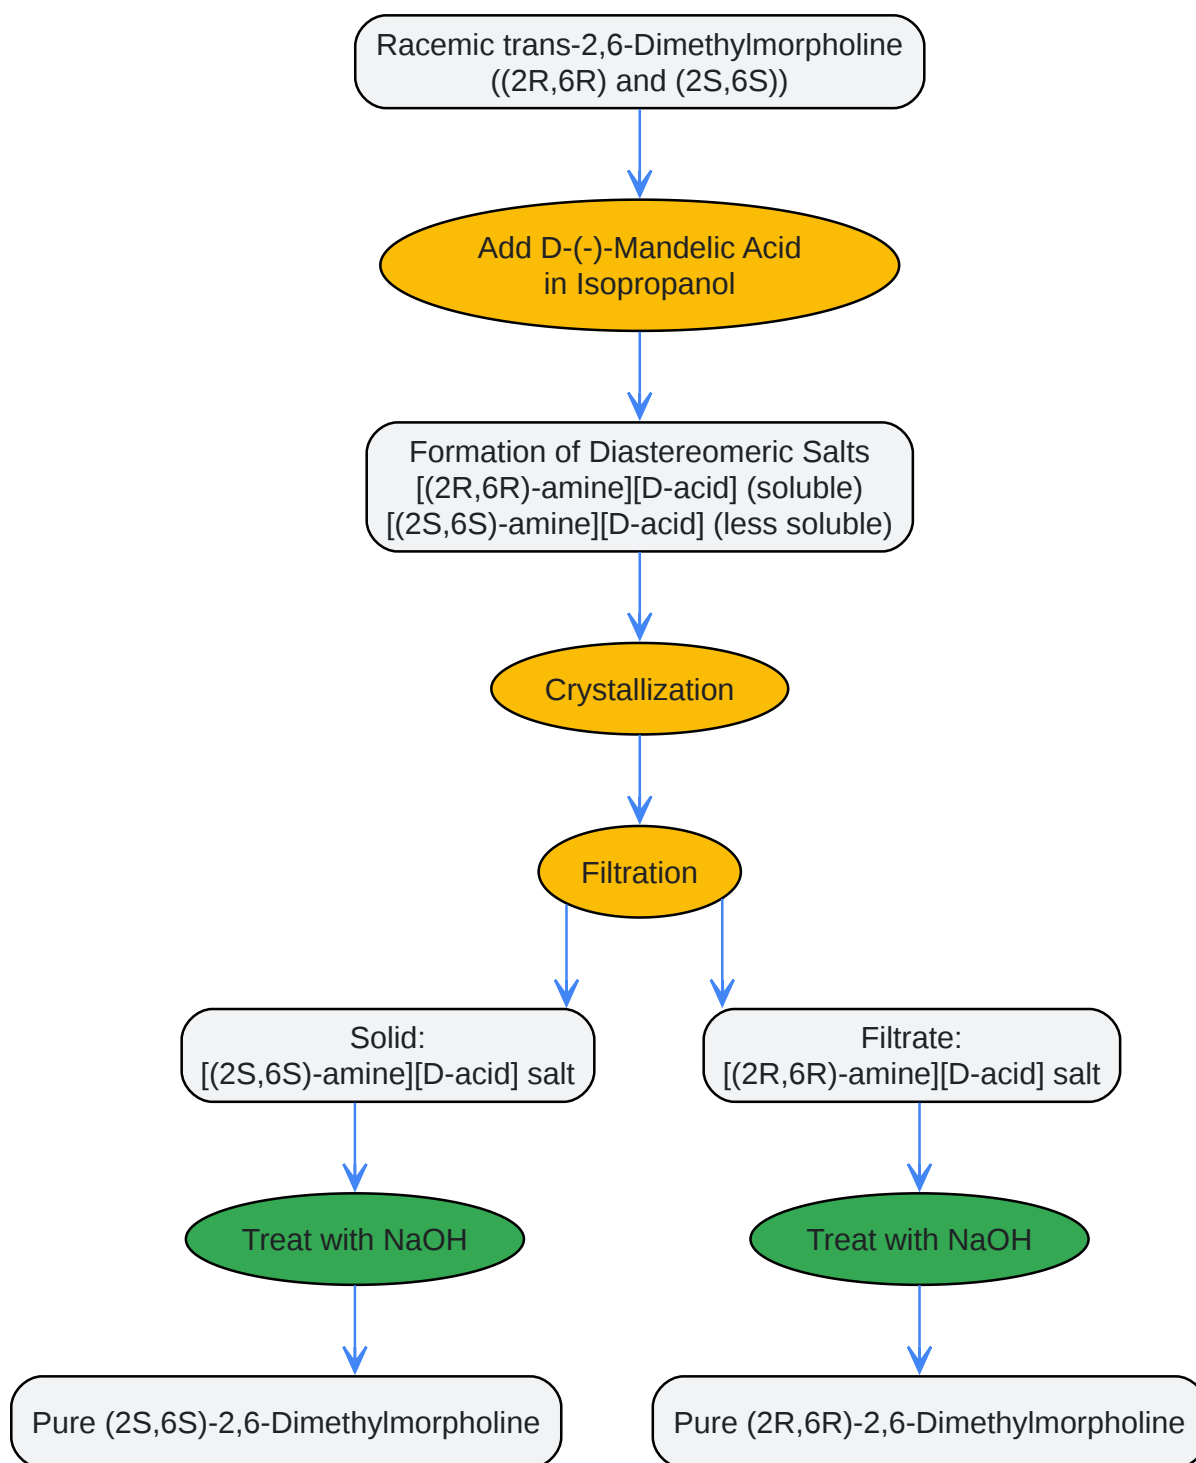 Racemic trans-2,6-Dimethylmorpholine
((2R,6R) and (2S,6S))
Add D-(-)-Mandelic Acid
in Isopropanol
Formation of Diastereomeric Salts
[(2R,6R)-amine][D-acid] (soluble)
[(2S,6S)-amine][D-acid] (less soluble)
Crystallization
Filtration
Solid:
[(2S,6S)-amine][D-acid] salt
Filtrate:
[(2R,6R)-amine][D-acid] salt
Treat with NaOH
Treat with NaOH
Pure (2S,6S)-2,6-Dimethylmorpholine
Pure (2R,6R)-2,6-Dimethylmorpholine